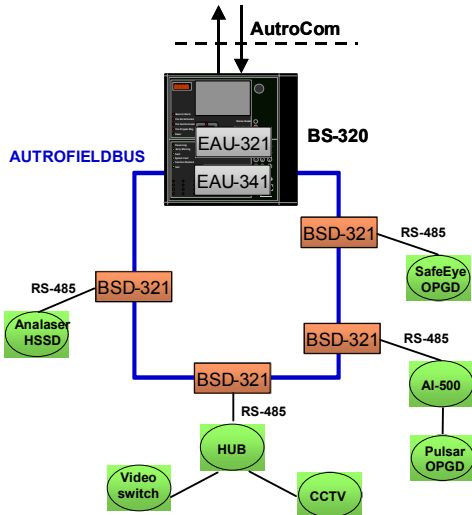 AutroCom
BS-320
EAU-321
EAU-341
AUTROFIELDBUS
BSD-321
RS-485
SafeEye
OPGD
RS-485
BSD-321
Analaser
HSSD
BSD-321
RS-485
AI-500
Pulsar
OPGD
BSD-321
RS-485
HUB
Video
switch
CCTV